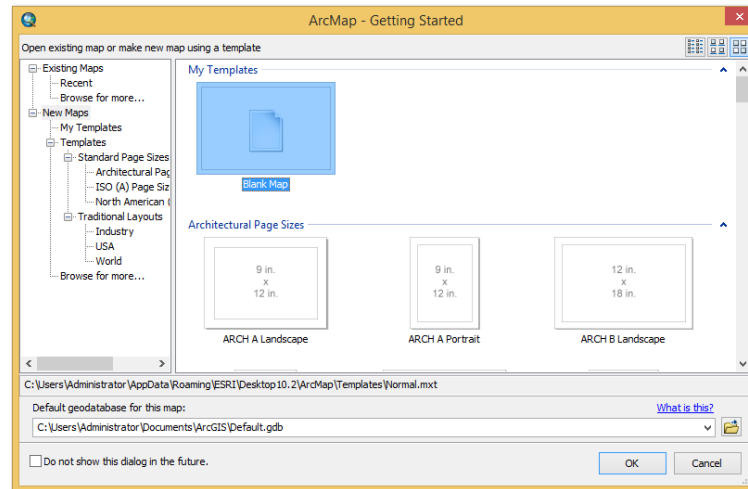 ArcMap - Getting Started
Open existing map or make new map using a template
Existing Maps
Recent
Browse for more...
New Maps
My Templates
Templates
Standard Page Sizes
Architectural Pag
ISO (A) Page Siz
North American (
Traditional Layouts
Industry
USA
World
Browse for more...
My Templates
Blank Map
Architectural Page Sizes
9 in.
x
12 in.
ARCH A Landscape
9 in.
x
12 in.
ARCH A Portrait
12 in.
x
18 in.
ARCH B Landscape
C:\Users\Administrator\AppData\Roaming\ESRI\Desktop10.2\ArcMap\Templates\Normal.mxt
Default geodatabase for this map:
What is this?
C:\Users\Administrator\Documents\ArcGIS\Default.gdb
Do not show this dialog in the future.
OK
Cancel